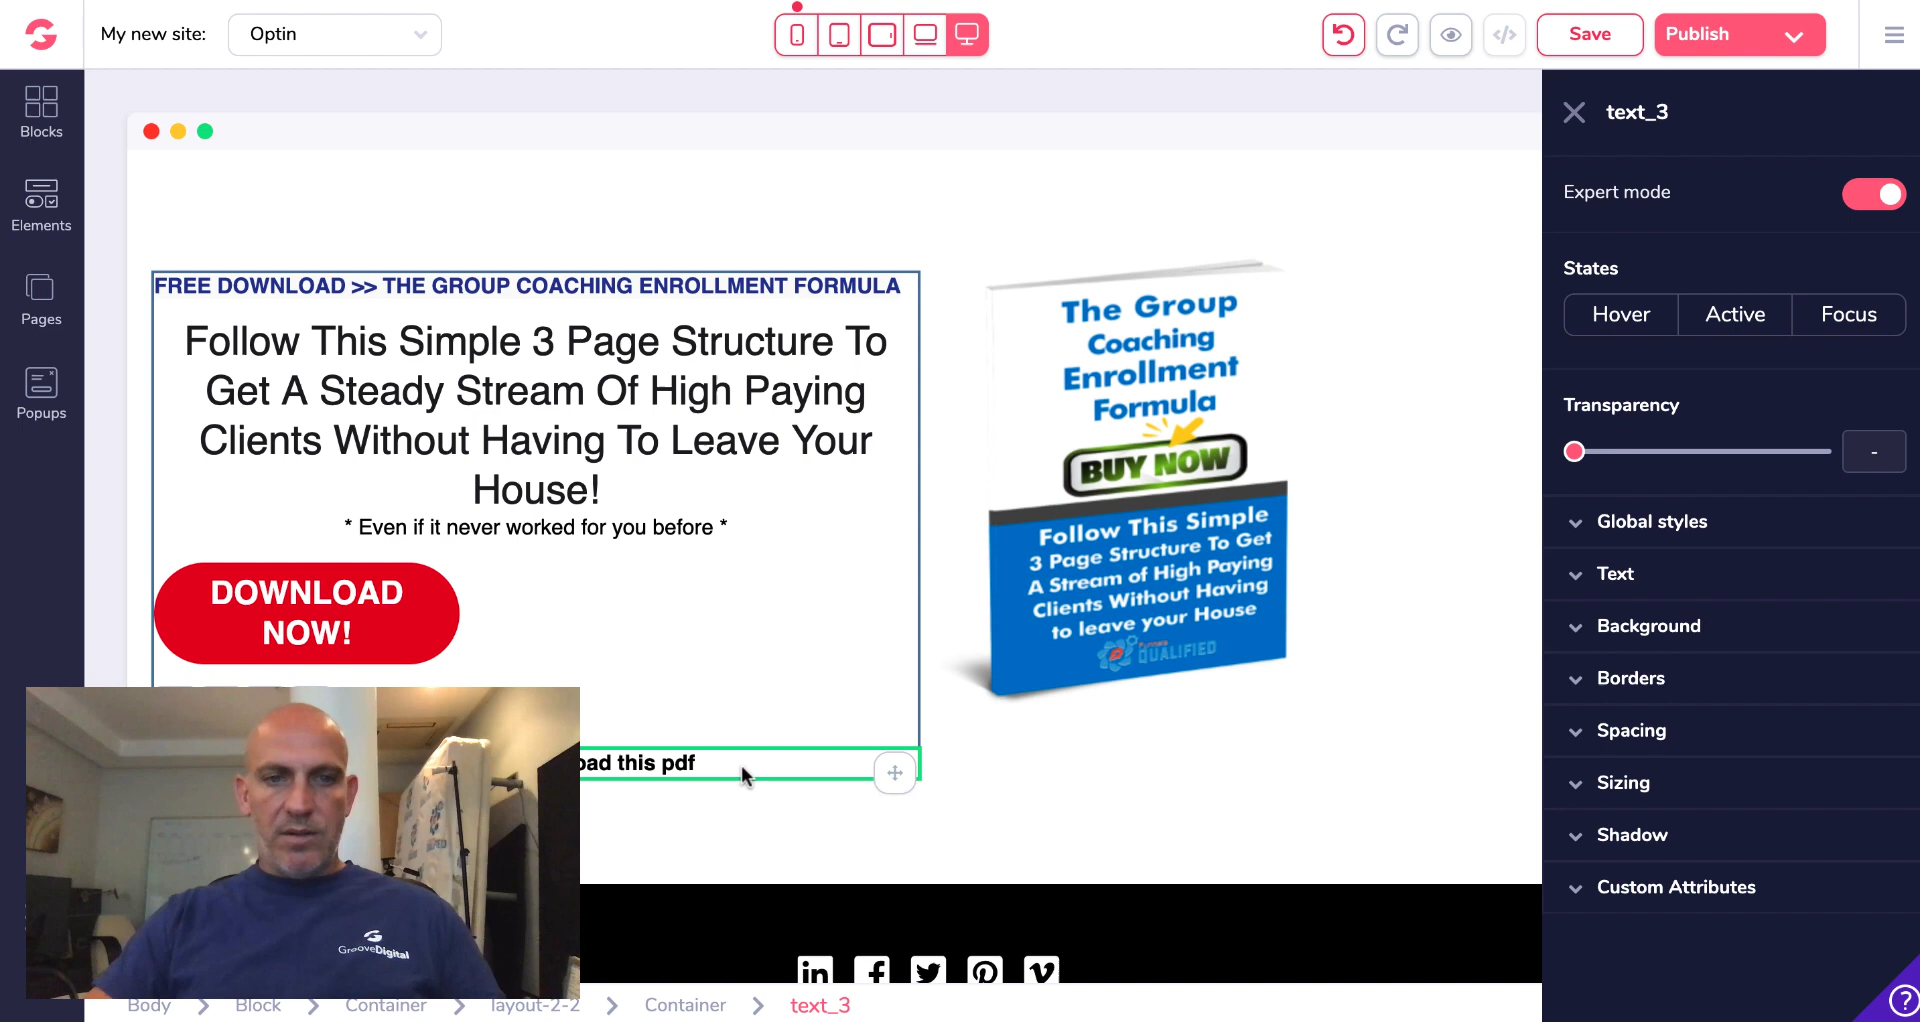 My new site:
Optin
Save
Publish
Blocks
Elements
Pages
Popups
FREE DOWNLOAD >> THE GROUP COACHING ENROLLMENT FORMULA
Follow This Simple 3 Page Structure To
Get A Steady Stream Of High Paying
Clients Without Having To Leave Your
House!
* Even if it never worked for you before *
DOWNLOAD
NOW!
oad this pdf
The Group
Coaching
Enrollment
Formula
BUY NOW
Follow This Simple
3 Page Structure To Get
A Stream of High Paying
Clients Without Having
to leave your House
QUALIFIED
GrooveDigital
in
Body
Block
Container
layout-2-2
Container
text_3
text_3
Expert mode
States
Hover
Active
Focus
Transparency
-
Global styles
Text
Background
Borders
Spacing
Sizing
Shadow
Custom Attributes
?